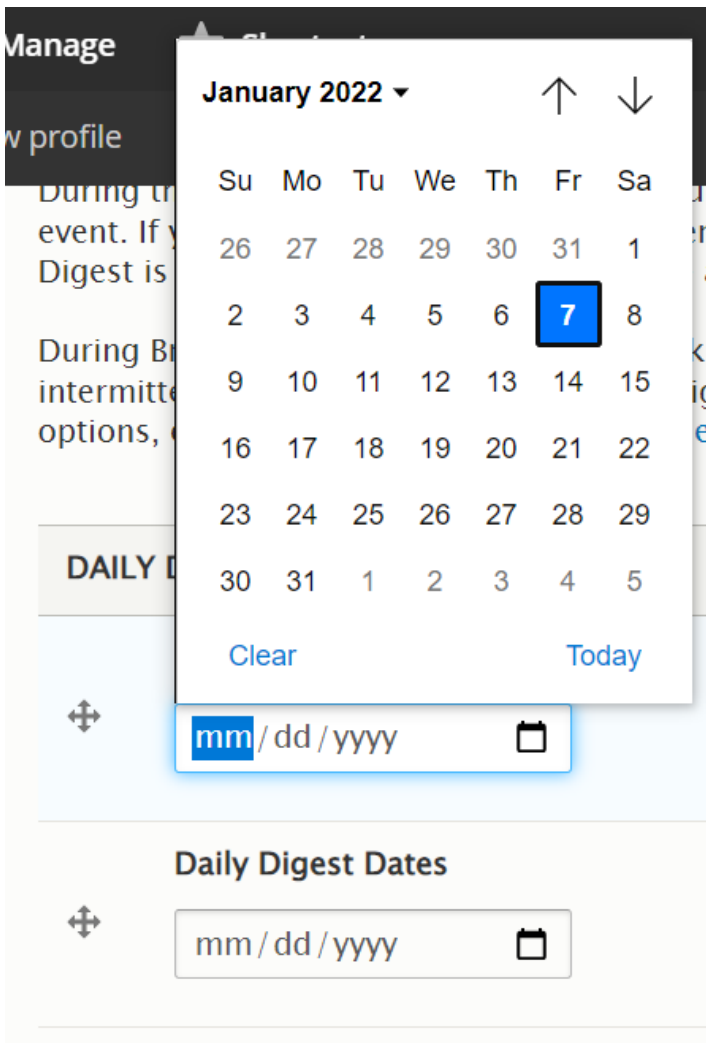 Manage
January 2022
w profile
Su Mo Tu We Th Fr Sa
During
event. If
26 27 28 29 30 31 1
Digest is
2 3 4 5 6 7 8
During
9 10 11 12 13 14 15
options,
16 17 18 19 20 21 22
23 24 25 26 27 28 29
DAILY
30 31 1 2 3 4 5
Clear Today
mm/dd/yyyy
Daily Digest Dates
mm/dd/yyyy